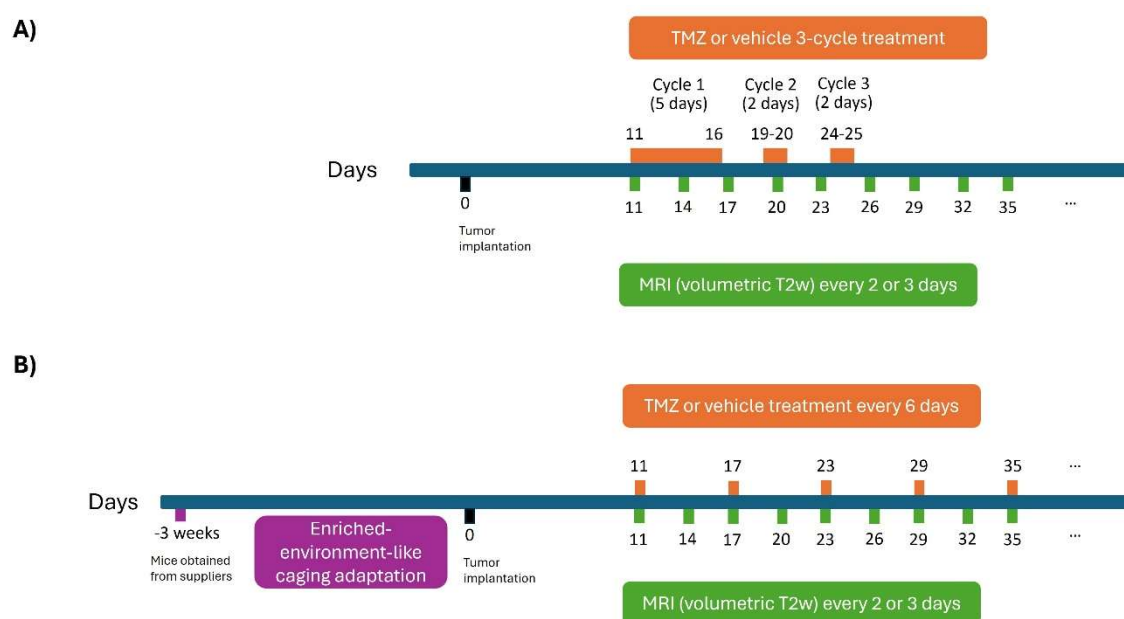 A)
TMZ or vehicle 3-cycle treatment
Cycle 1
(5 days)
Cycle 2
(2 days)
Cycle 3
(2 days)
11 16 19-20 24-25
Days
0
11 14 17 20 23 26 29 32 35 ...
Tumor
implantation
MRI (volumetric T2w) every 2 or 3 days
B)
TMZ or vehicle treatment every 6 days
11 17 23 29 35 ...
Days
-3 weeks
Mice obtained
from suppliers
Enriched-
environment-like
caging adaptation
0
Tumor
implantation
11 14 17 20 23 26 29 32 35 ...
MRI (volumetric T2w) every 2 or 3 days